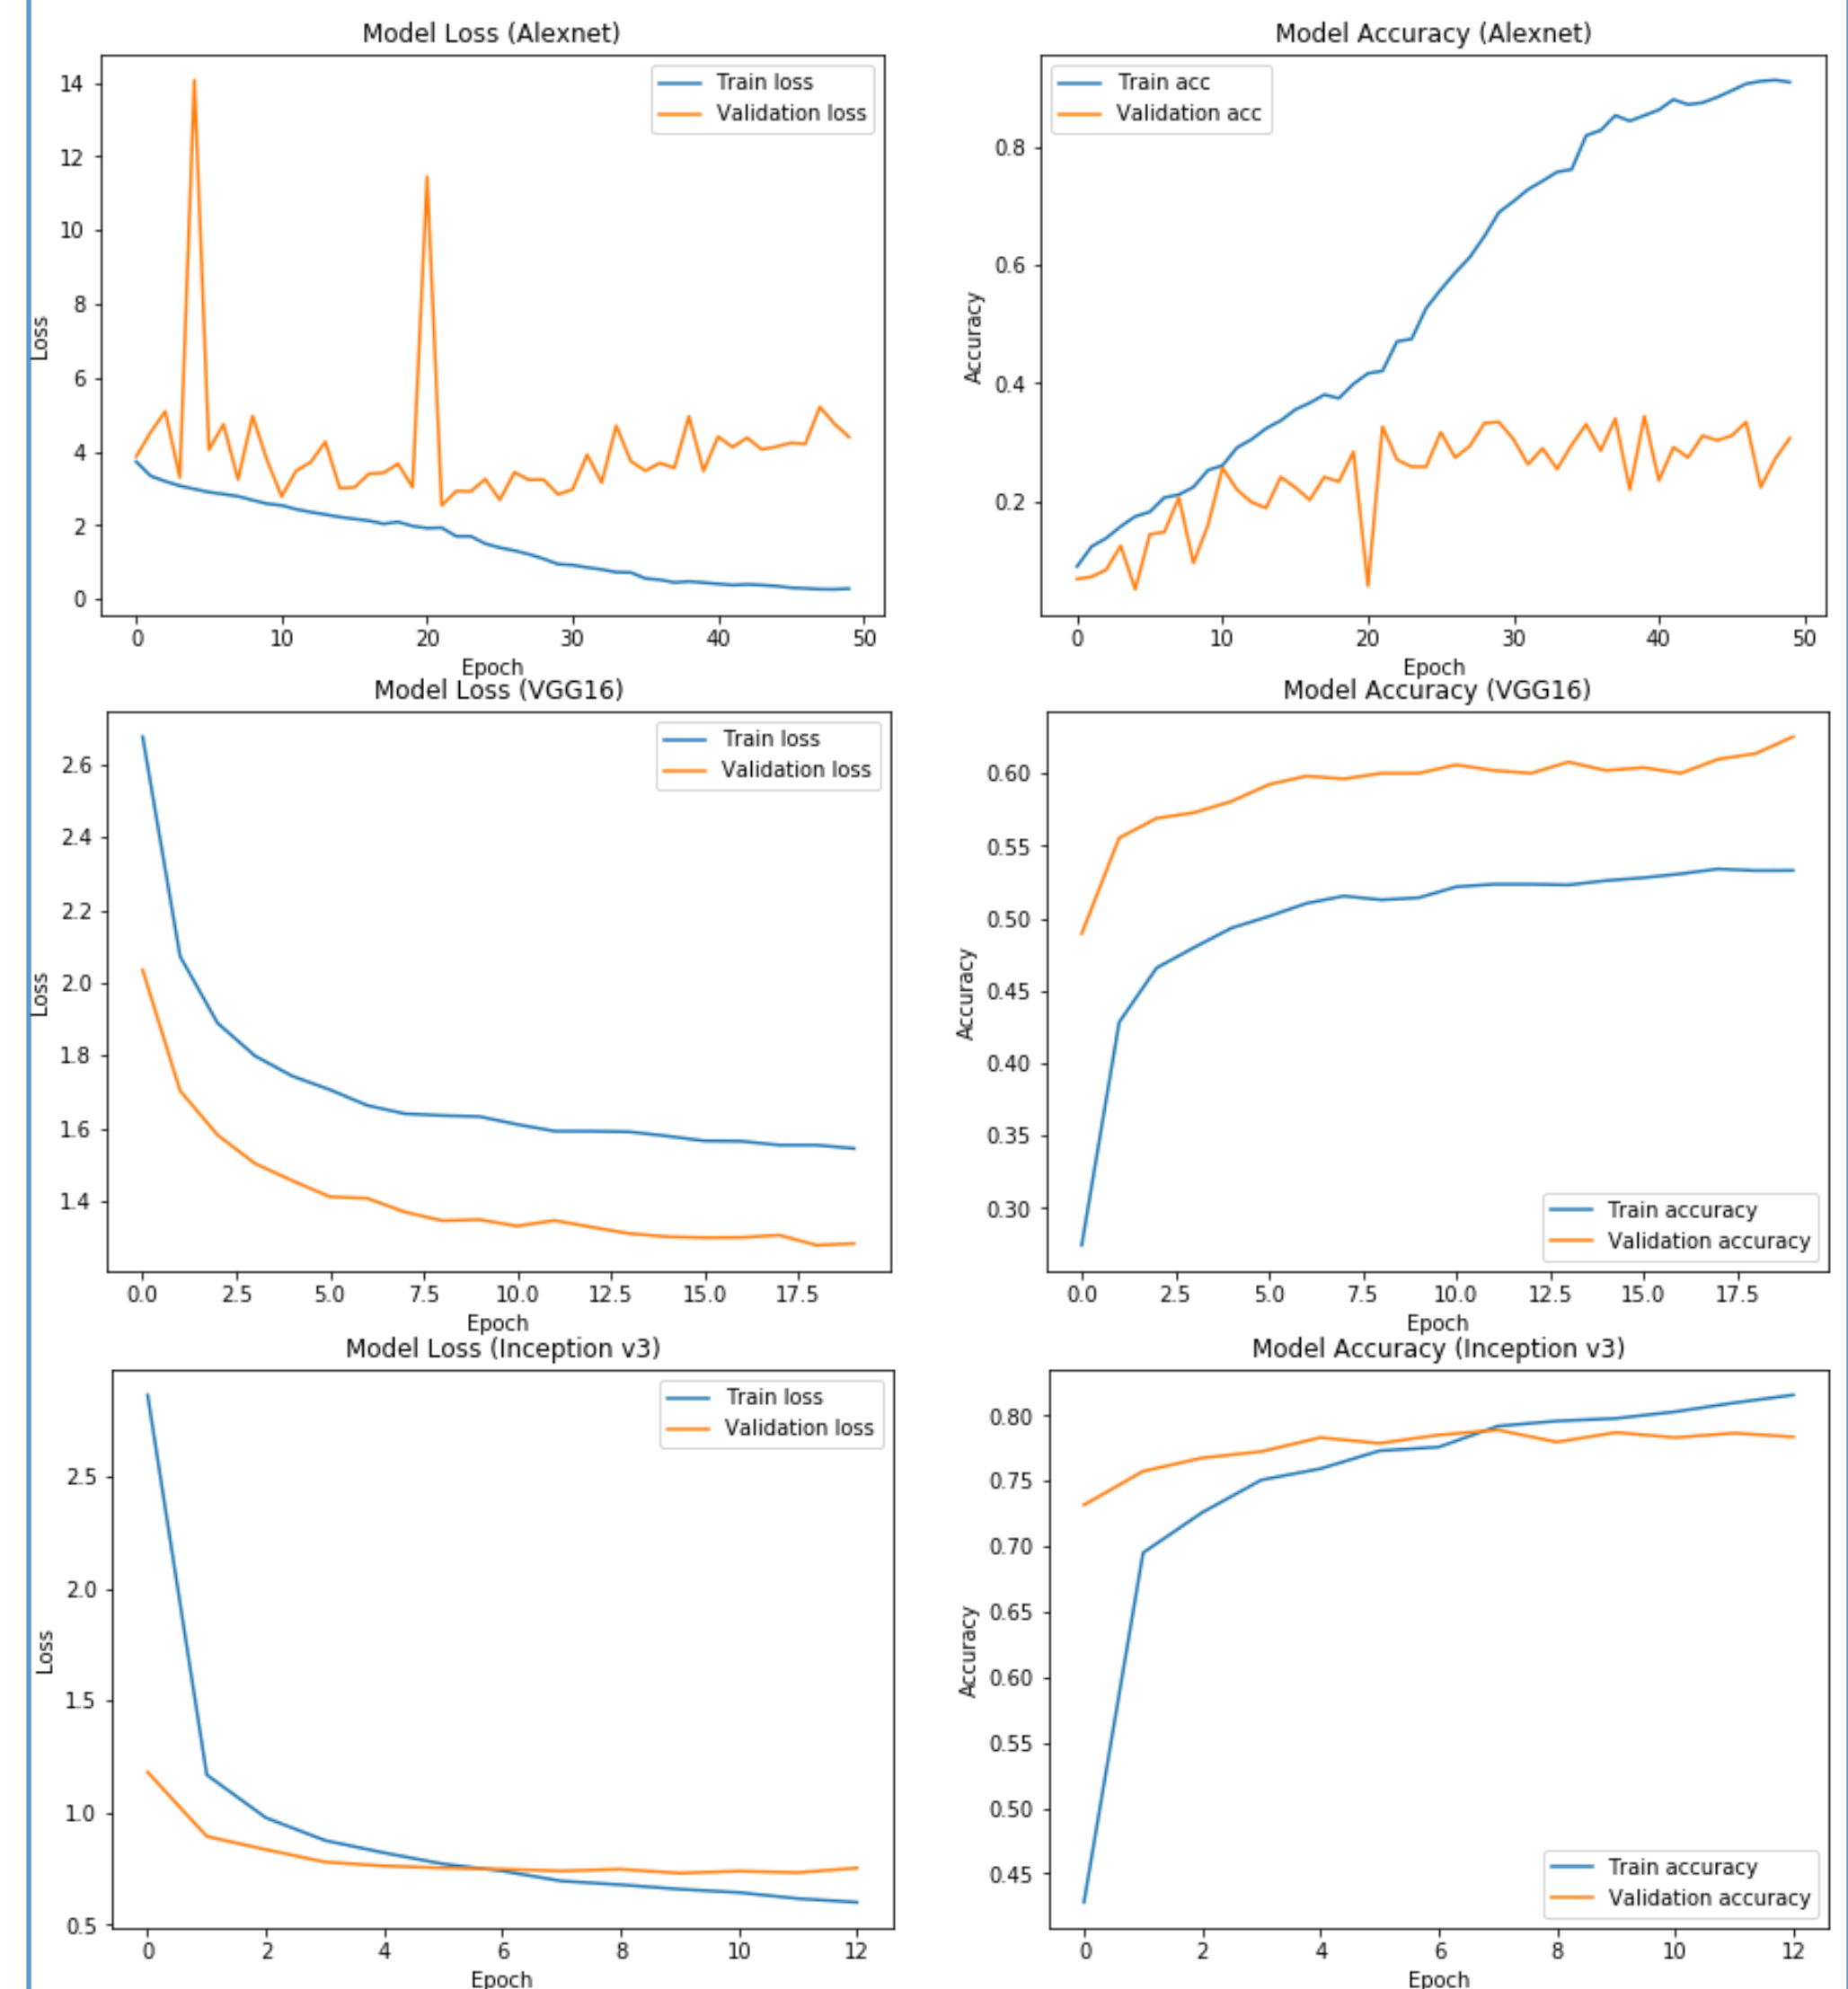 Model Loss (Alexnet)
Train loss
Validation loss
14
12
10
8
6
4
2
0
Loss
0 10 20 30 40 50
Epoch
Model Accuracy (Alexnet)
Train acc
Validation acc
0.8
0.6
0.4
0.2
Accuracy
0 10 20 30 40 50
Epoch
Model Loss (VGG16)
Train loss
Validation loss
2.6
2.4
2.2
2.0
1.8
1.6
1.4
Loss
0.0 2.5 5.0 7.5 10.0 12.5 15.0 17.5
Epoch
Model Accuracy (VGG16)
0.60
0.55
0.50
0.45
0.40
0.35
0.30
Accuracy
Train accuracy
Validation accuracy
0.0 2.5 5.0 7.5 10.0 12.5 15.0 17.5
Epoch
Model Loss (Inception v3)
Train loss
Validation loss
2.5
2.0
1.5
1.0
0.5
Loss
0 2 4 6 8 10 12
Epoch
Model Accuracy (Inception v3)
0.80
0.75
0.70
0.65
0.60
0.55
0.50
0.45
Accuracy
Train accuracy
Validation accuracy
0 2 4 6 8 10 12
Epoch